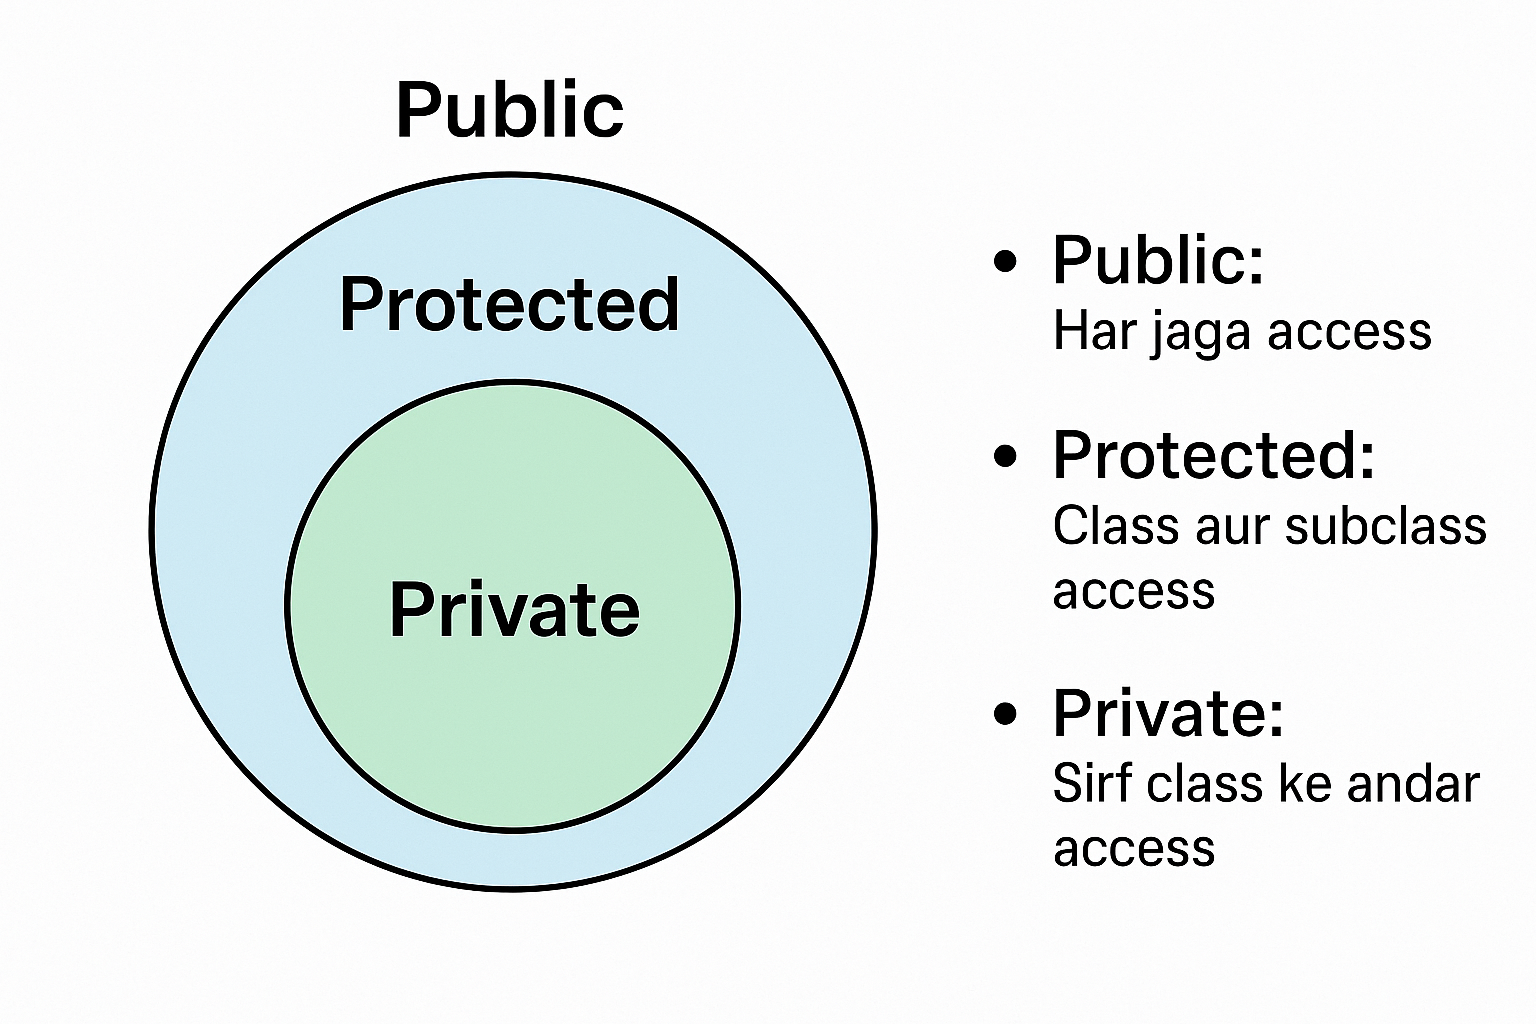 Public
Protected
Private
• Public:
Har jaga access
• Protected:
Class aur subclass
access
• Private:
Sirf class ke andar
access